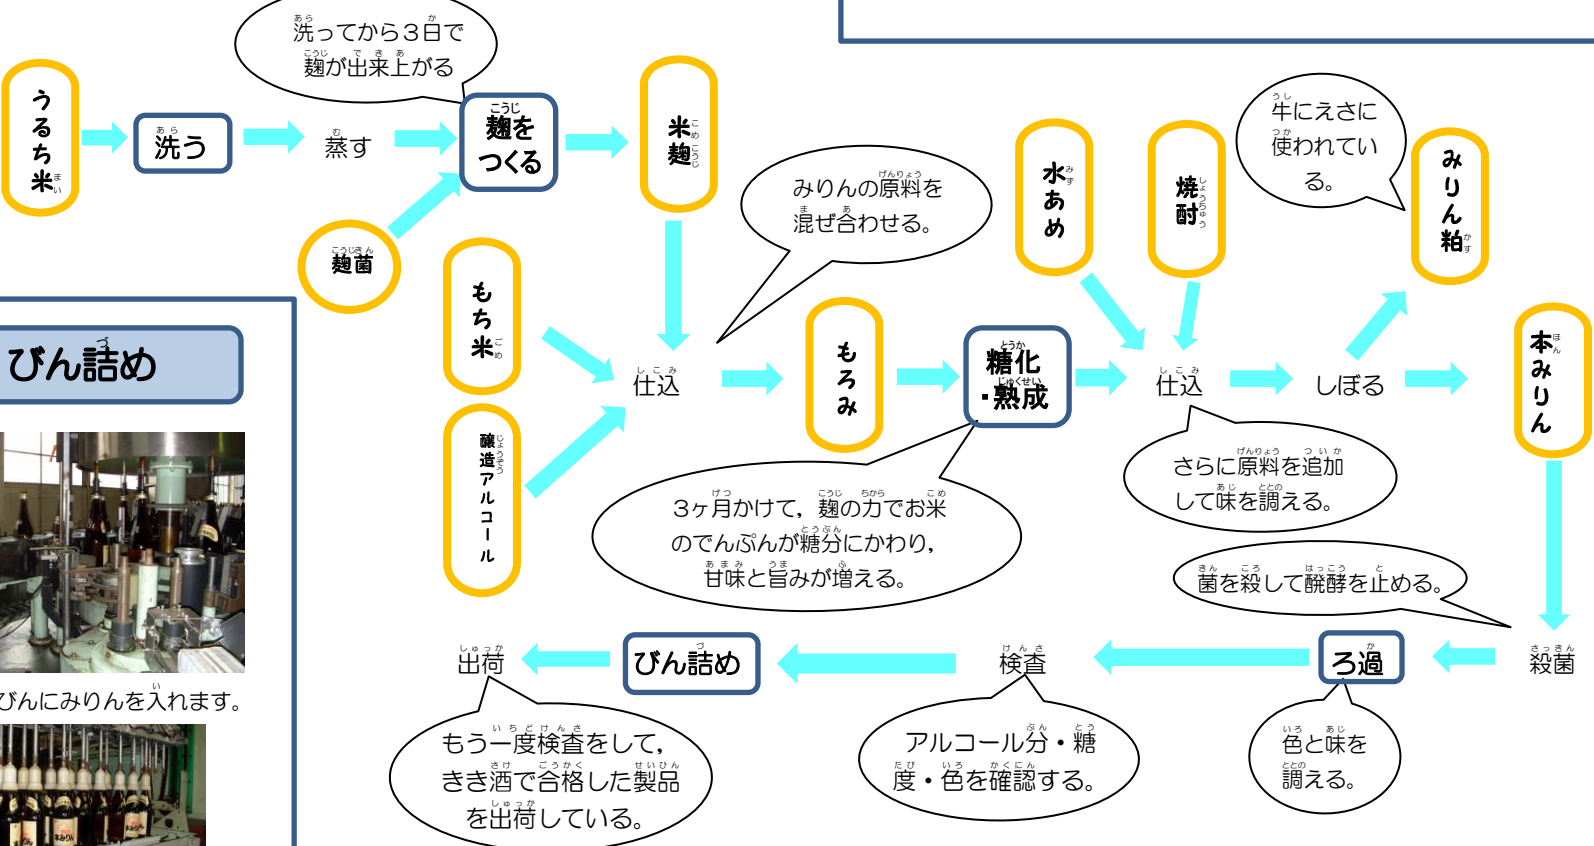 洗ってから３日で
麹が出来上がる
うるち米
洗う
蒸す
麹を
つくる
米麹
麹菌
もち米
醸造アルコール
みりんの原料を
混ぜ合わせる。
仕込
もろみ
糖化
・熟成
3ヶ月かけて，麹の力でお米
のでんぷんが糖分にかわり，
甘味と旨みが増える。
水あめ
焼酎
仕込
さらに原料を追加
して味を調える。
しぼる
牛にえさに
使われてい
る。
みりん粕
本みりん
殺菌
菌を殺して醗酵を止める。
ろ過
色と味を
調える。
検査
アルコール分・糖
度・色を確認する。
びん詰め
出荷
もう一度検査をして，
きき酒で合格した製品
を出荷している。
びん詰め
びんにみりんを入れます。
本みりん